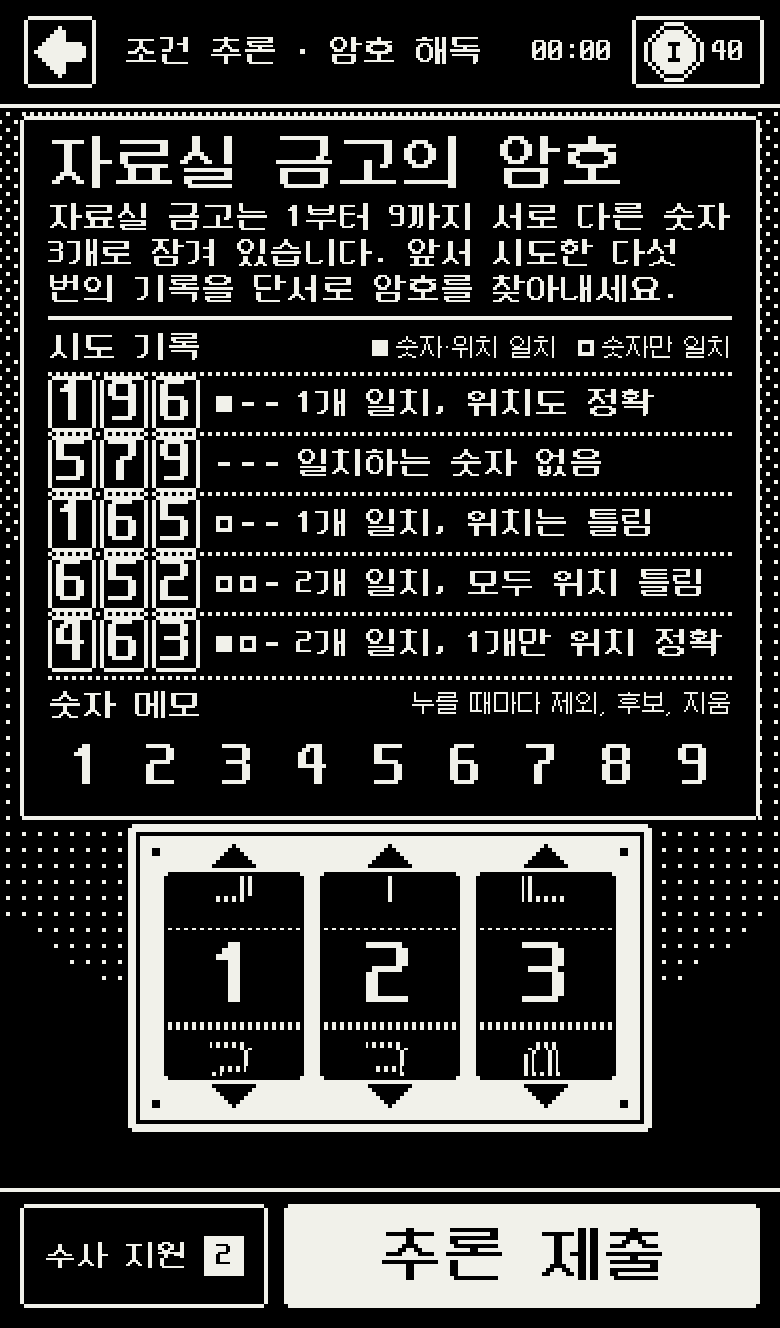 조건 추론 · 암호 해독 00:00 I 40
자료실 금고의 암호
자료실 금고는 1부터 9까지 서로 다른 숫자
3개로 잠겨 있습니다. 앞서 시도한 다섯
번의 기록을 단서로 암호를 찾아내세요.
시도 기록 ■숫자·위치 일치 □숫자만 일치
1 9 6 ■-- 1개 일치, 위치도 정확
5 7 9 --- 일치하는 숫자 없음
1 6 5 □-- 1개 일치, 위치는 틀림
6 5 2 □□- 2개 일치, 모두 위치 틀림
4 6 3 ■□- 2개 일치, 1개만 위치 정확
숫자 메모 누를 때마다 제외, 후보, 지움
1 2 3 4 5 6 7 8 9
1 2 3
수사 지원 2 추론 제출